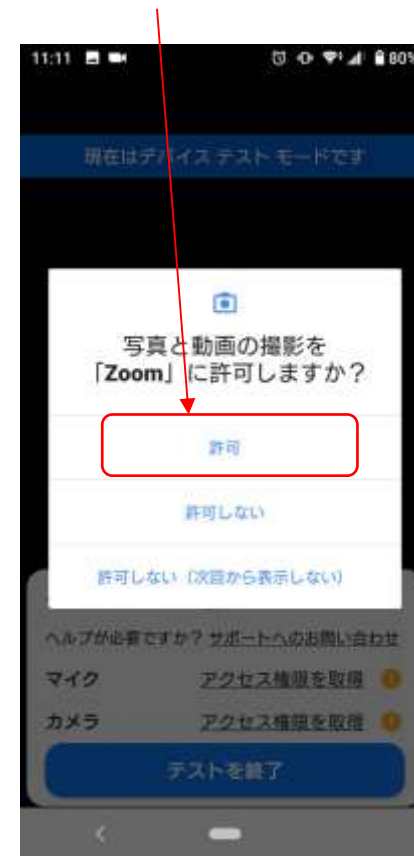 11:11 80%
現在はデバイス テスト モードです
写真と動画の撮影を
「Zoom」に許可しますか？
許可
許可しない
許可しない（次回から表示しない）
ヘルプが必要ですか？ サポートへのお問い合わせ
マイク アクセス権限を取得
カメラ アクセス権限を取得
テストを終了